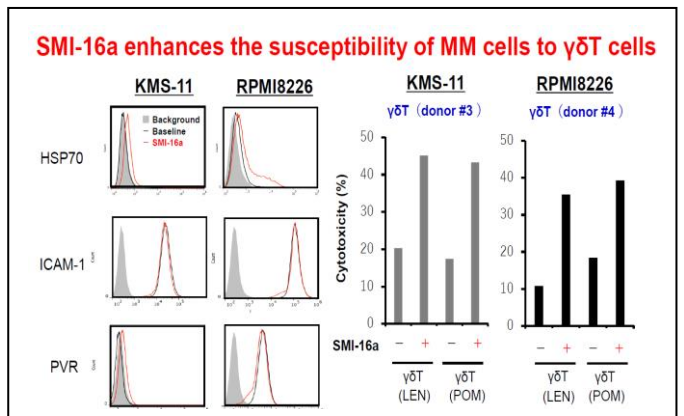 SMI-16a enhances the susceptibility of MM cells to γδT cells
KMS-11
RPMI8226
Background
Baseline
SMI-16a
HSP70
ICAM-1
PVR
KMS-11
γδT (donor #3)
Cytotoxicity (%)
50
40
30
20
10
0
RPMI8226
γδT (donor #4)
50
40
30
20
10
0
SMI-16a − + − + − + − +
γδT γδT γδT γδT
(LEN) (POM) (LEN) (POM)